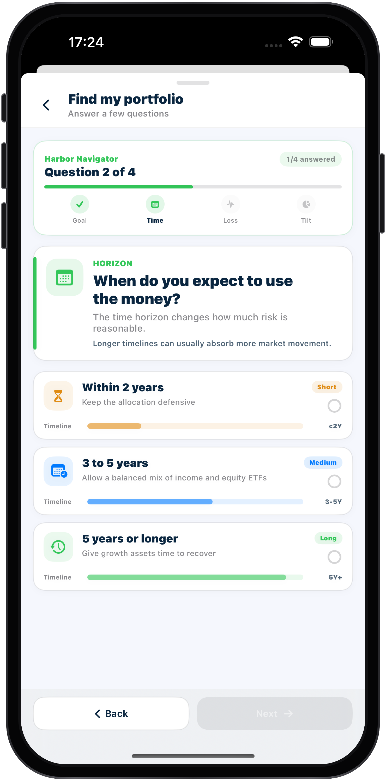 17:24
Find my portfolio
Answer a few questions
Harbor Navigator
1/4 answered
Question 2 of 4
Goal
Time
Loss
Tilt
HORIZON
When do you expect to use
the money?
The time horizon changes how much risk is
reasonable.
Longer timelines can usually absorb more market movement.
Within 2 years
Short
Keep the allocation defensive
Timeline
<2Y
3 to 5 years
Medium
Allow a balanced mix of income and equity ETFs
Timeline
3-5Y
5 years or longer
Long
Give growth assets time to recover
Timeline
5Y+
Back
Next